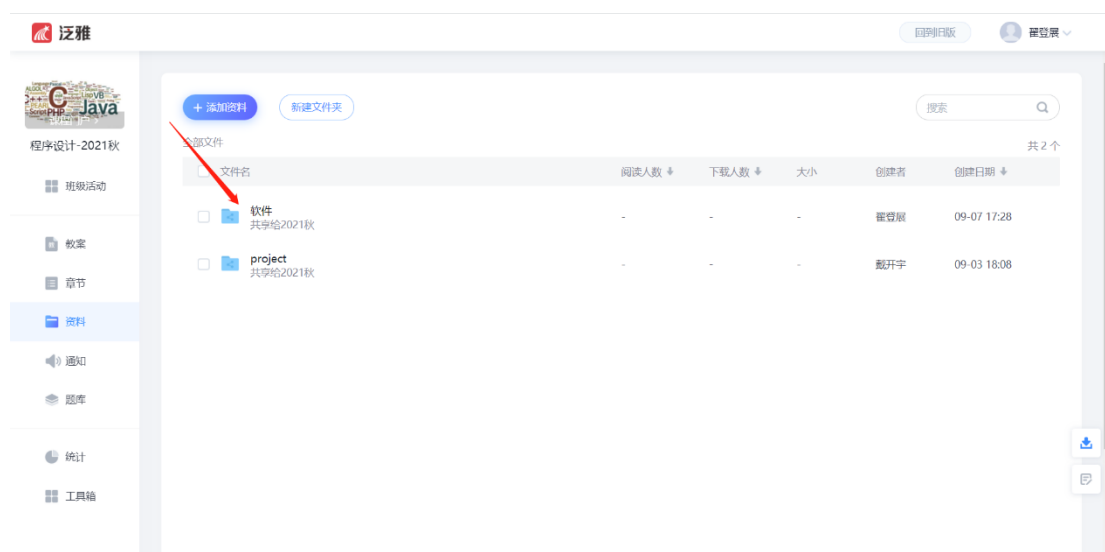 泛雅
回到旧版
翟登展
VB
C
Java
PHP
程序设计-2021秋
+ 添加资料
新建文件夹
搜索
全部文件
共 2 个
文件名
阅读人数
下载人数
大小
创建者
创建日期
班级活动
软件
共享给2021秋
-
-
-
翟登展
09-07 17:28
教案
project
共享给2021秋
-
-
-
戴开宇
09-03 18:08
章节
资料
通知
题库
统计
工具箱